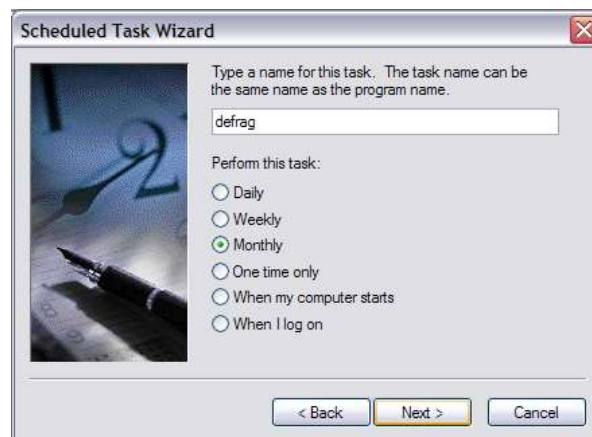 Scheduled Task Wizard
Type a name for this task. The task name can be
the same name as the program name.
defrag
Perform this task:
Daily
Weekly
Monthly
One time only
When my computer starts
When I log on
< Back
Next >
Cancel